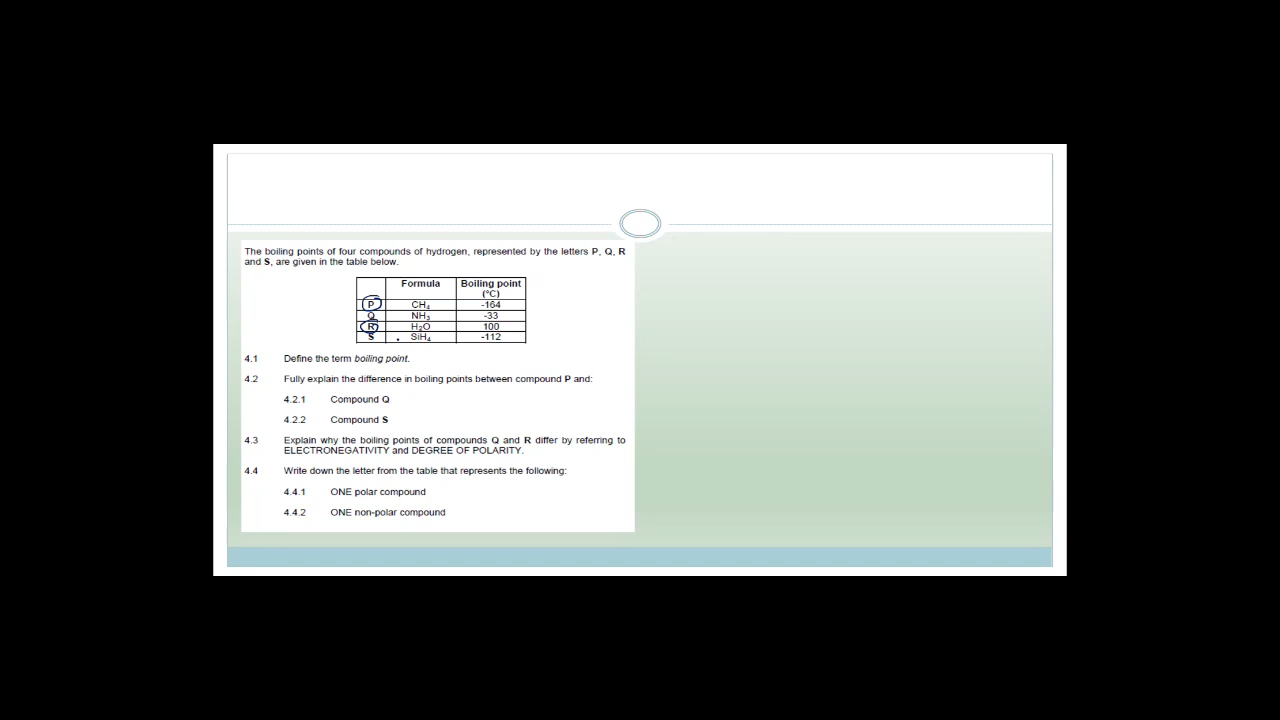 The boiling points of four compounds of hydrogen, represented by the letters P, Q, R
and S, are given in the table below.
Formula Boiling point
(°C)
P CH₄ -164
Q NH₃ -33
R H₂O 100
S SiH₄ -112
4.1 Define the term boiling point.
4.2 Fully explain the difference in boiling points between compound P and:
4.2.1 Compound Q
4.2.2 Compound S
4.3 Explain why the boiling points of compounds Q and R differ by referring to
ELECTRONEGATIVITY and DEGREE OF POLARITY.
4.4 Write down the letter from the table that represents the following:
4.4.1 ONE polar compound
4.4.2 ONE non-polar compound